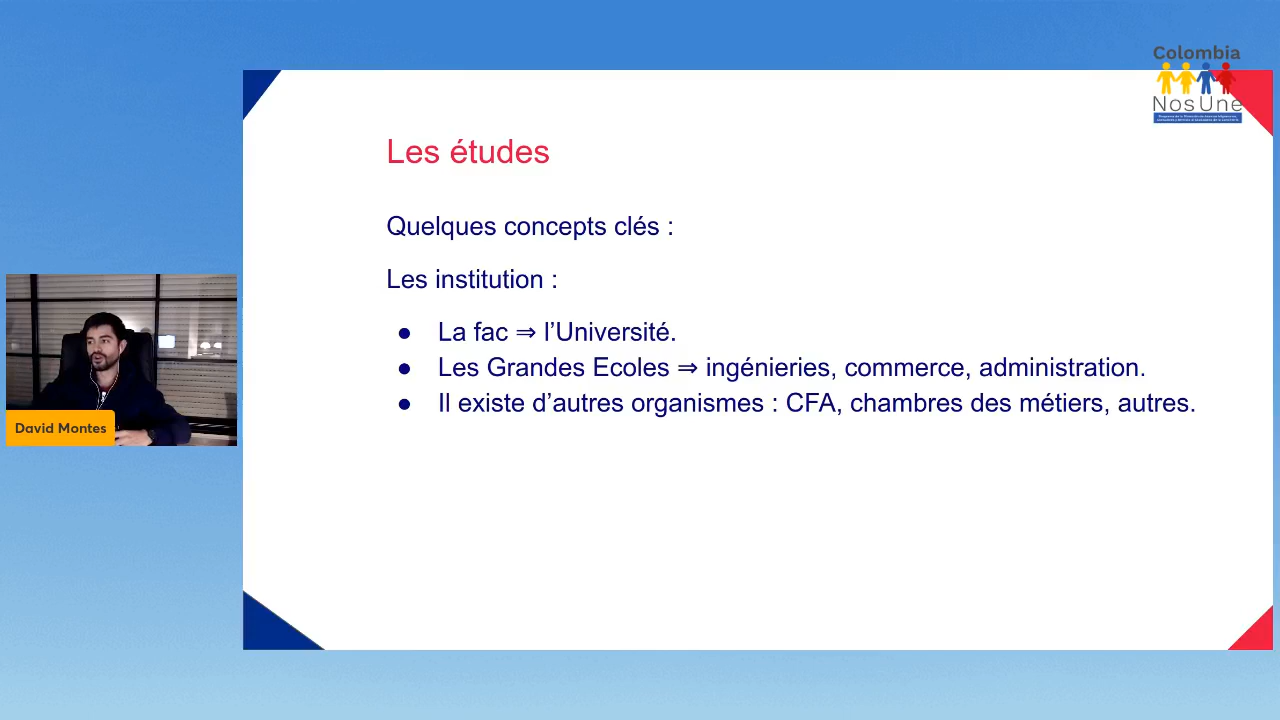 Colombia
NosUne
Les études
Quelques concepts clés :
Les institution :
● La fac ⇒ l’Université.
● Les Grandes Ecoles ⇒ ingénieries, commerce, administration.
● Il existe d’autres organismes : CFA, chambres des métiers, autres.
David Montes